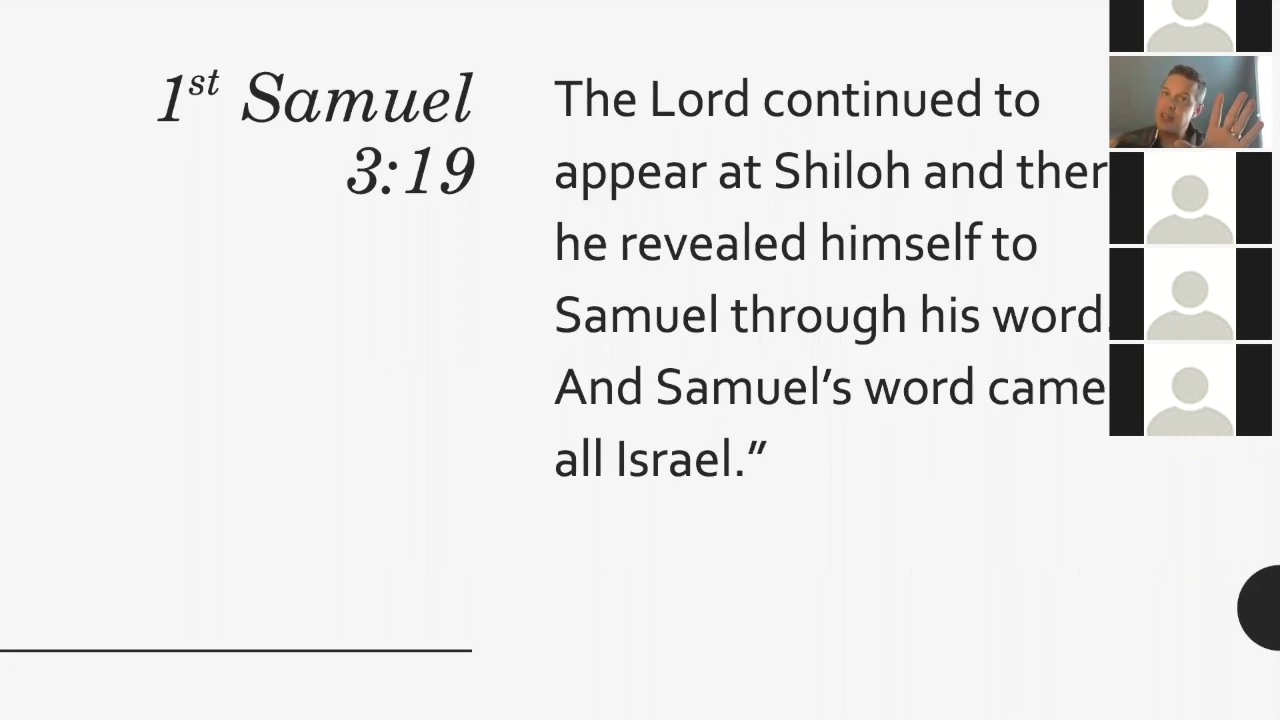 1st Samuel
3:19
The Lord continued to
appear at Shiloh and
he revealed himself to
Samuel through his word.
And Samuel's word came
all Israel.”